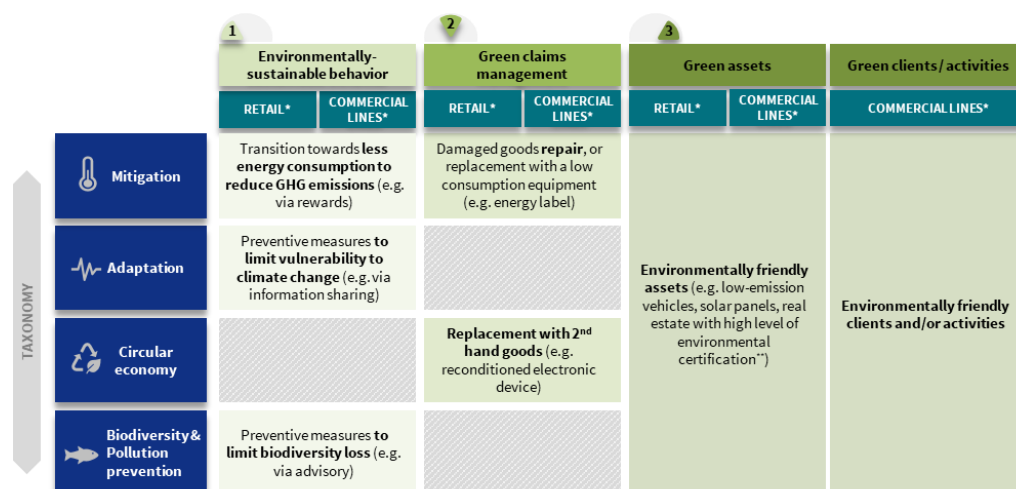 1
2
3
Environmentally-
sustainable behavior
Green claims
management
Green assets
Green clients/ activities
RETAIL*
COMMERCIAL
LINES*
RETAIL*
COMMERCIAL
LINES*
RETAIL*
COMMERCIAL
LINES*
COMMERCIAL LINES*
TAXONOMY
Mitigation
Transition towards less
energy consumption to
reduce GHG emissions (e.g.
via rewards)
Damaged goods repair, or
replacement with a low
consumption equipment
(e.g. energy label)
Adaptation
Preventive measures to
limit vulnerability to
climate change (e.g. via
information sharing)
Circular
economy
Replacement with 2nd
hand goods (e.g.
reconditioned electronic
device)
Biodiversity &
Pollution
prevention
Preventive measures to
limit biodiversity loss (e.g.
via advisory)
Environmentally friendly
assets (e.g. low-emission
vehicles, solar panels, real
estate with high level of
environmental
certification**)
Environmentally friendly
clients and/or activities